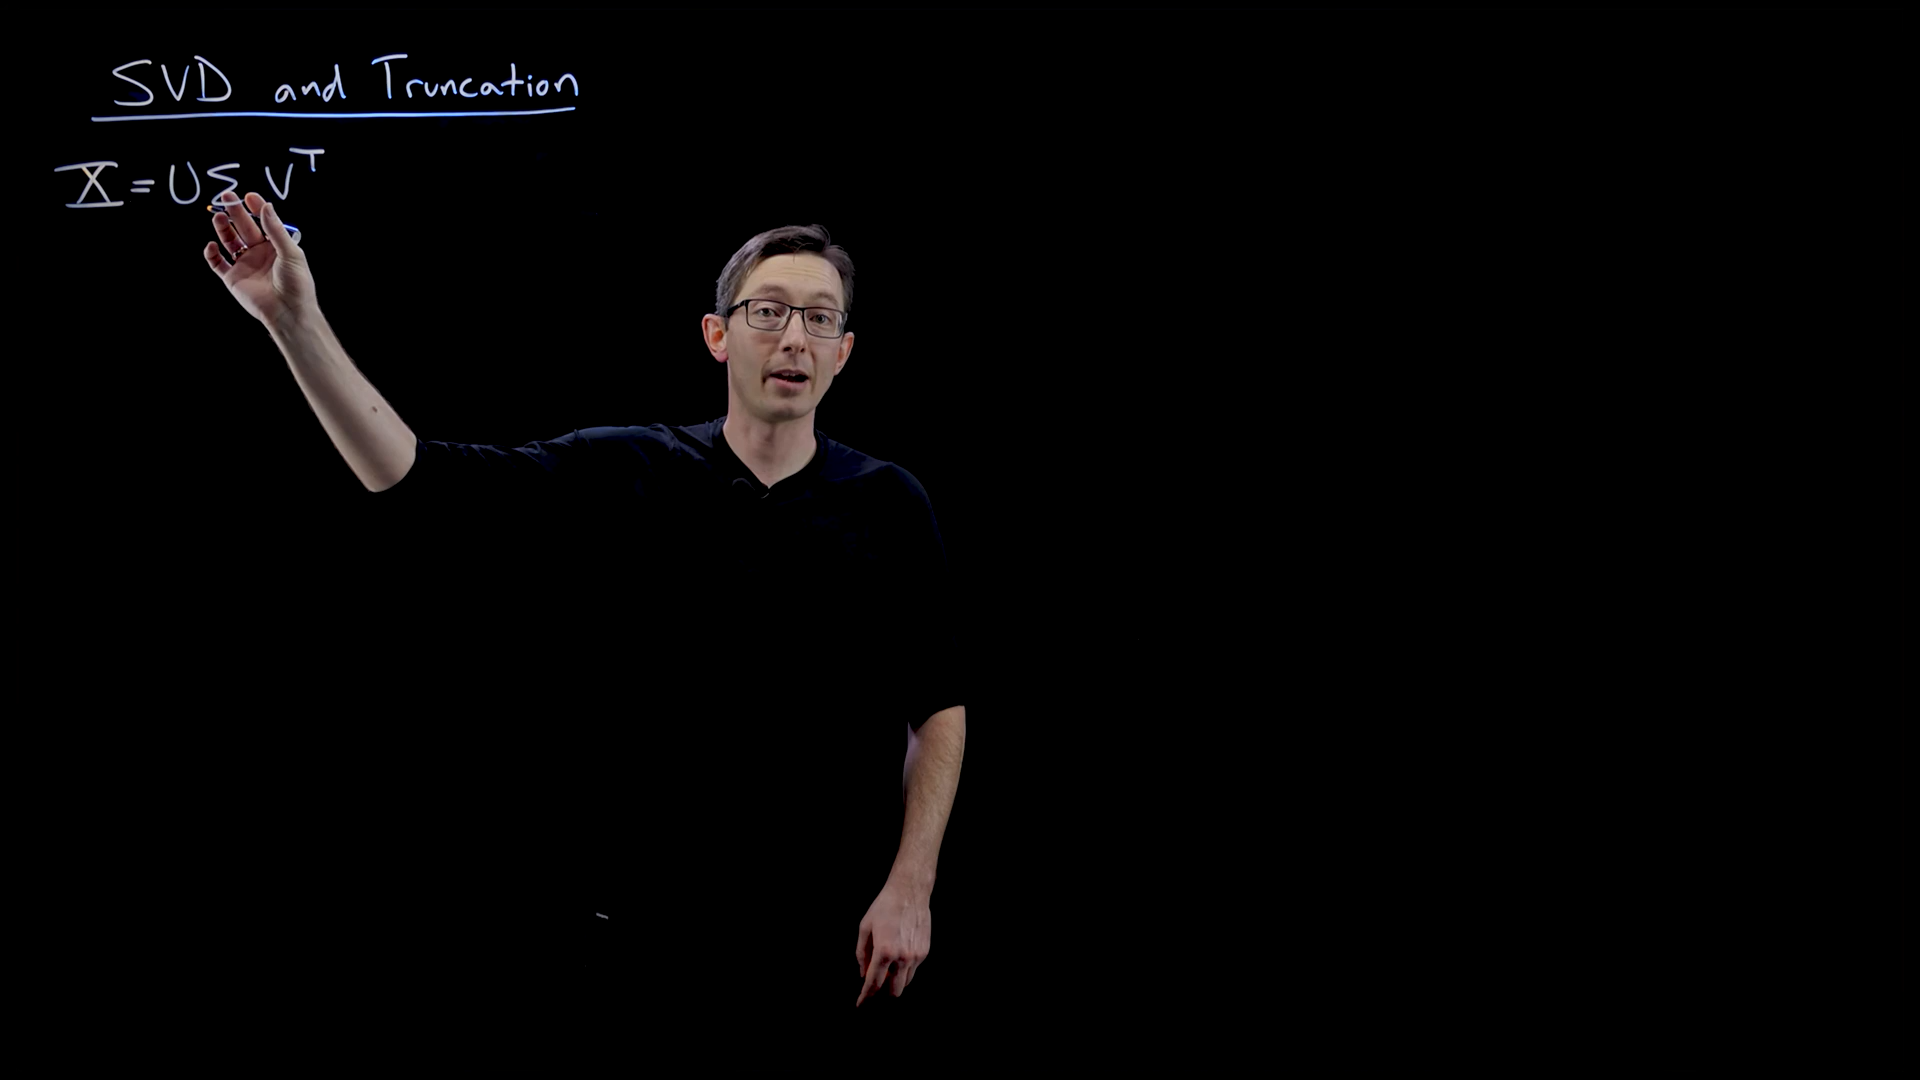 SVD and Truncation
X = UΣV^T